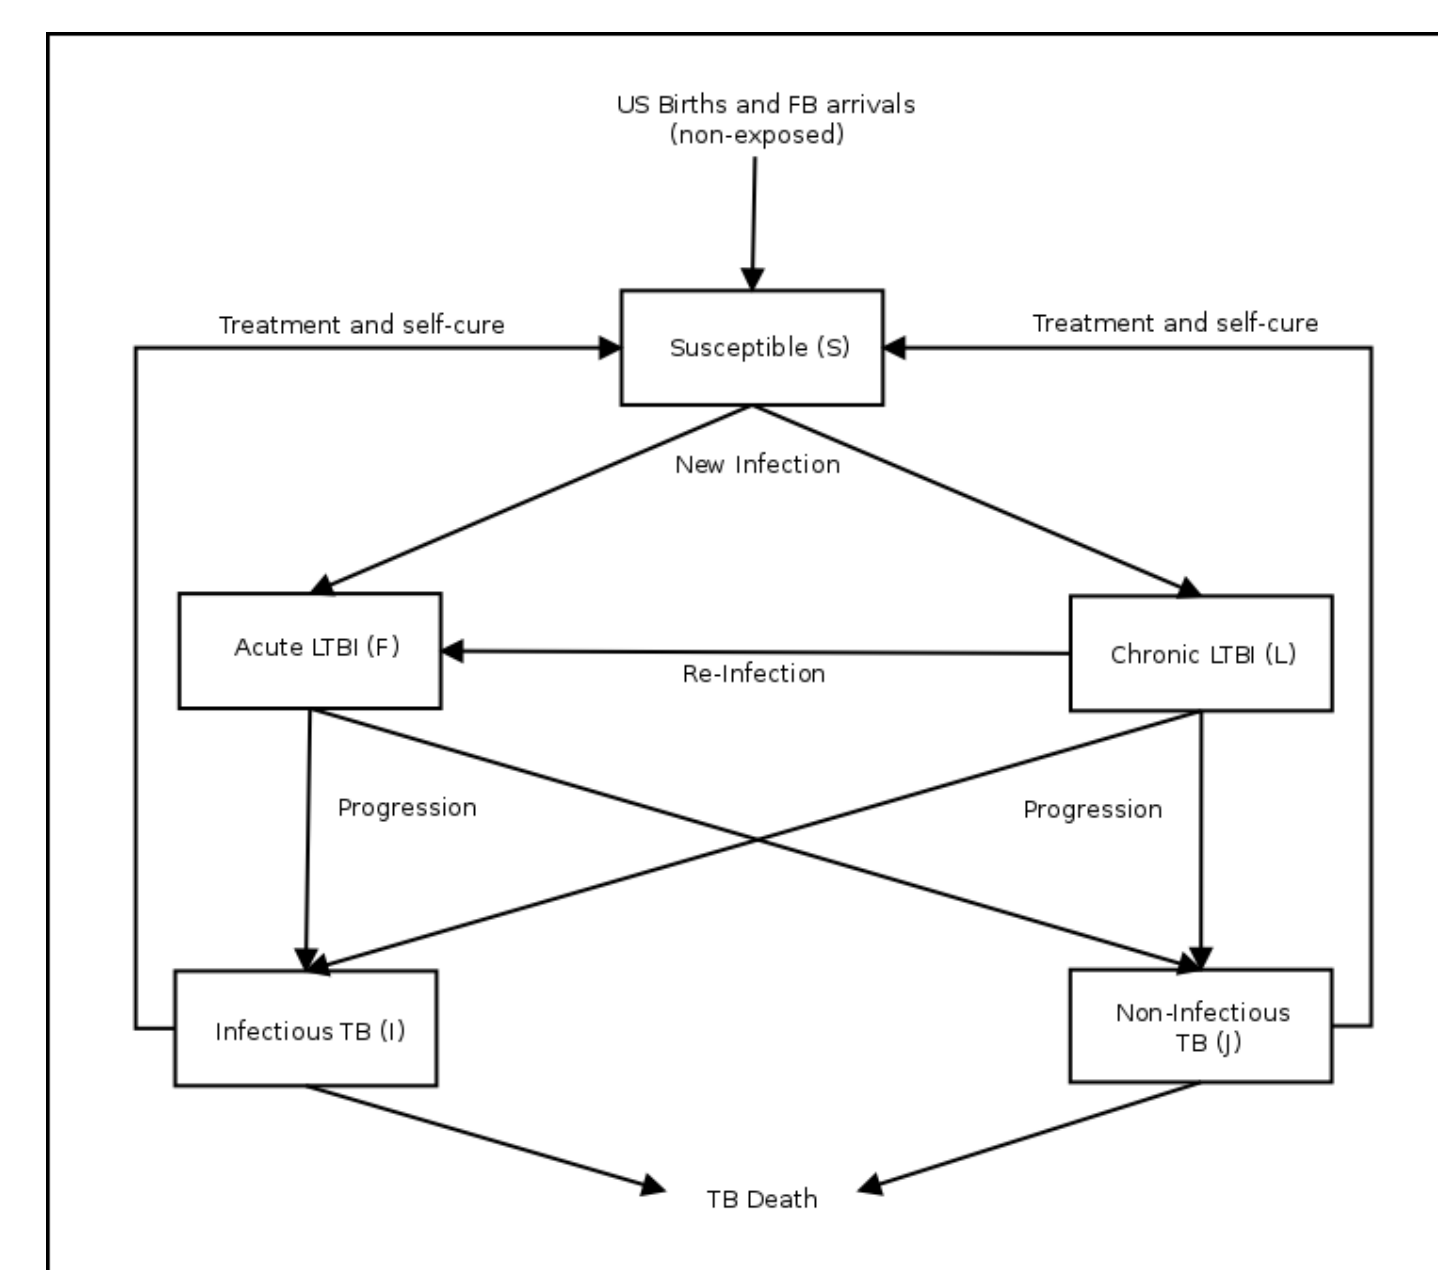 US Births and FB arrivals
(non-exposed)
Treatment and self-cure
Treatment and self-cure
Susceptible (S)
New Infection
Acute LTBI (F)
Chronic LTBI (L)
Re-Infection
Progression
Progression
Infectious TB (I)
Non-Infectious
TB (J)
TB Death